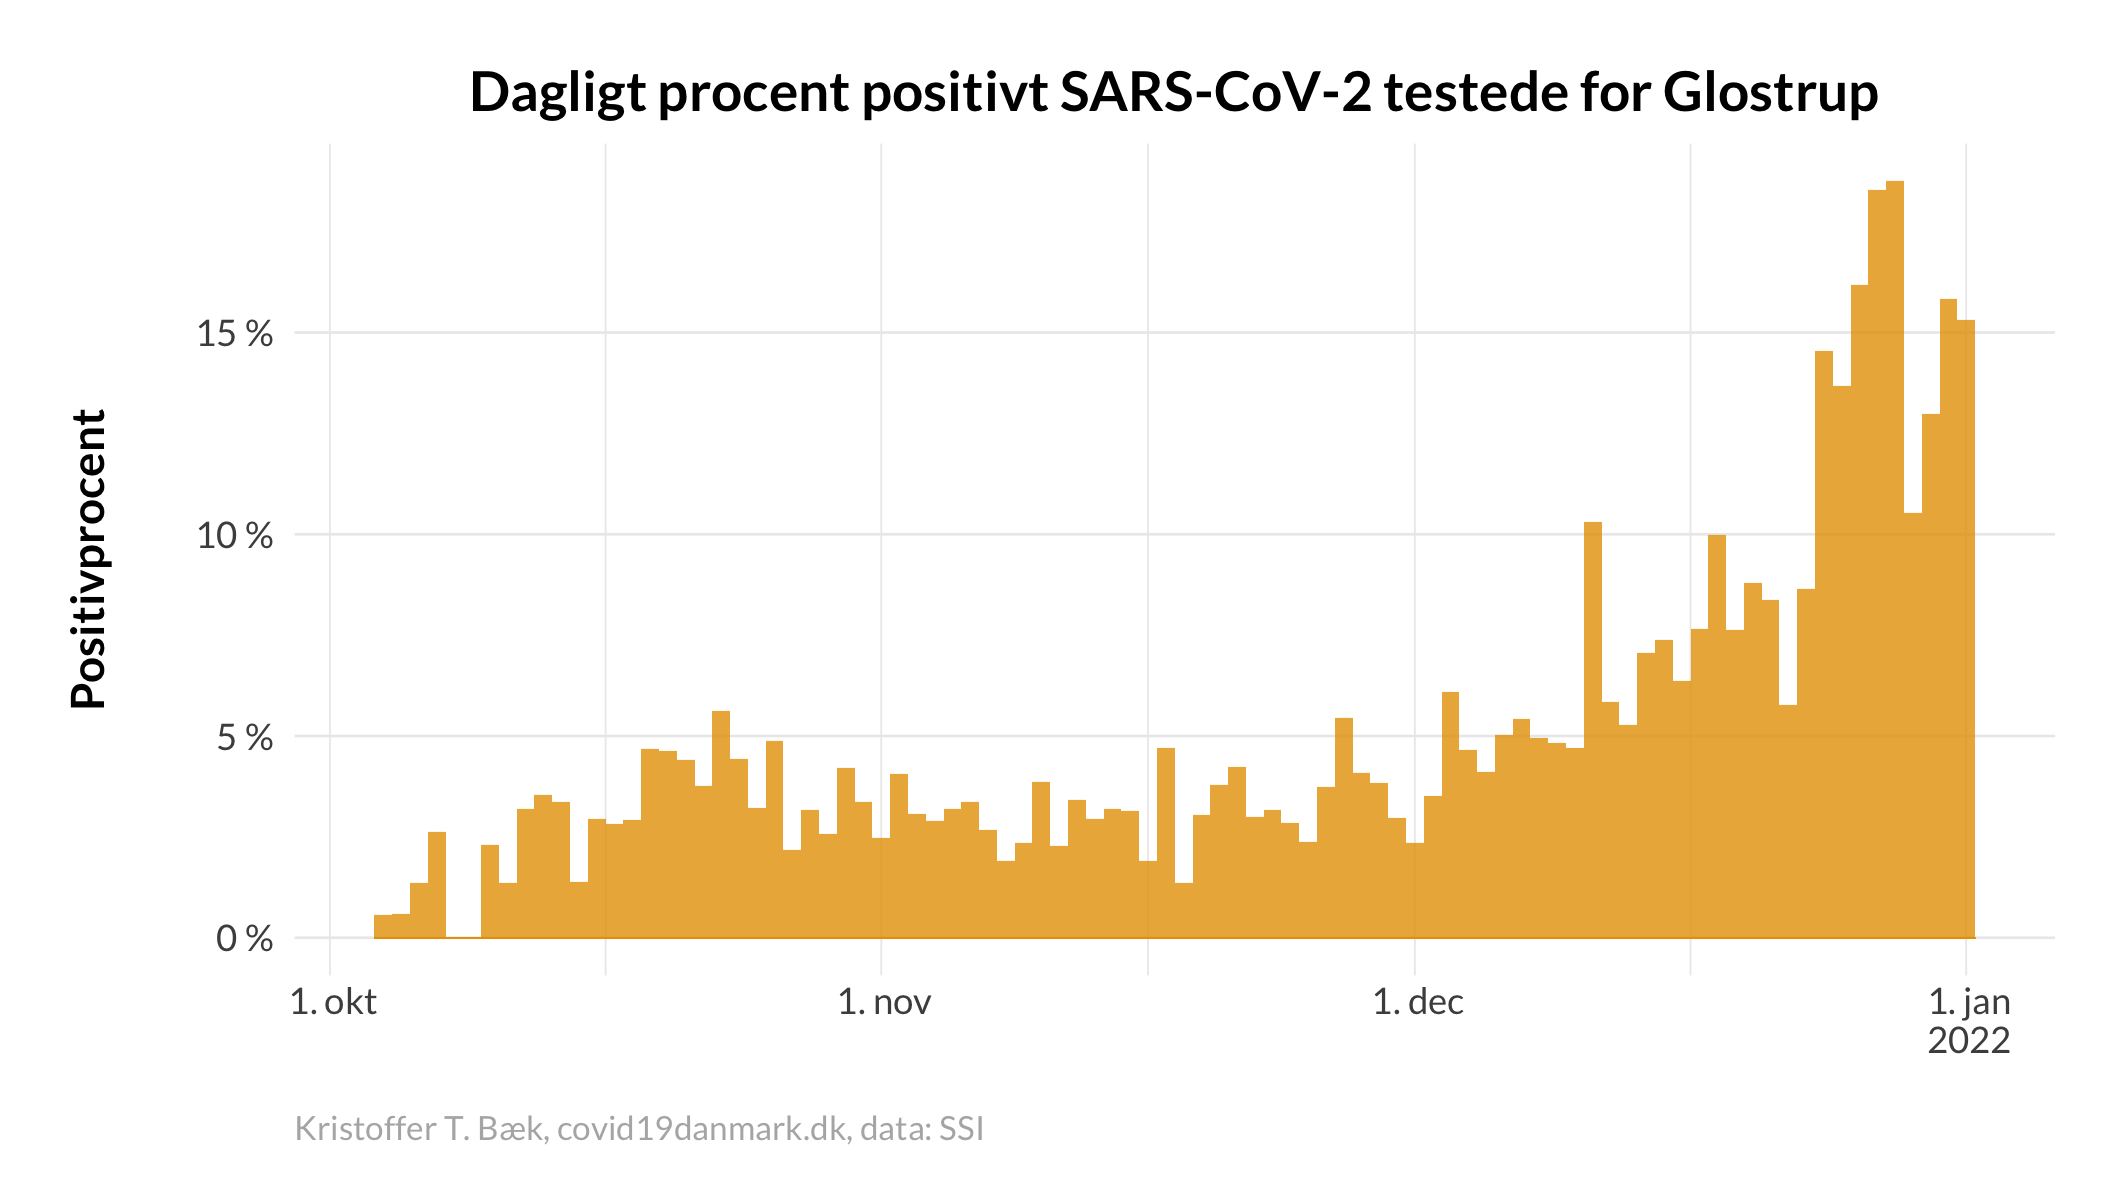 Dagligt procent positivt SARS-CoV-2 testede for Glostrup
Positivprocent
15 %
10 %
5 %
0 %
1. okt
1. nov
1. dec
1. jan
2022
Kristoffer T. Bæk, covid19danmark.dk, data: SSI